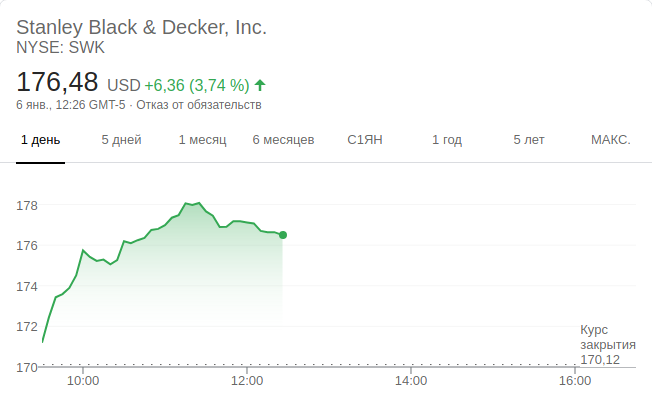 Stanley Black & Decker, Inc.
NYSE: SWK
176,48 USD +6,36 (3,74 %)
6 янв., 12:26 GMT-5 · Отказ от обязательств
1 день 5 дней 1 месяц 6 месяцев С1ЯН 1 год 5 лет МАКС.
178
176
174
172
Курс
закрытия
170,12
170
10:00 12:00 14:00 16:00